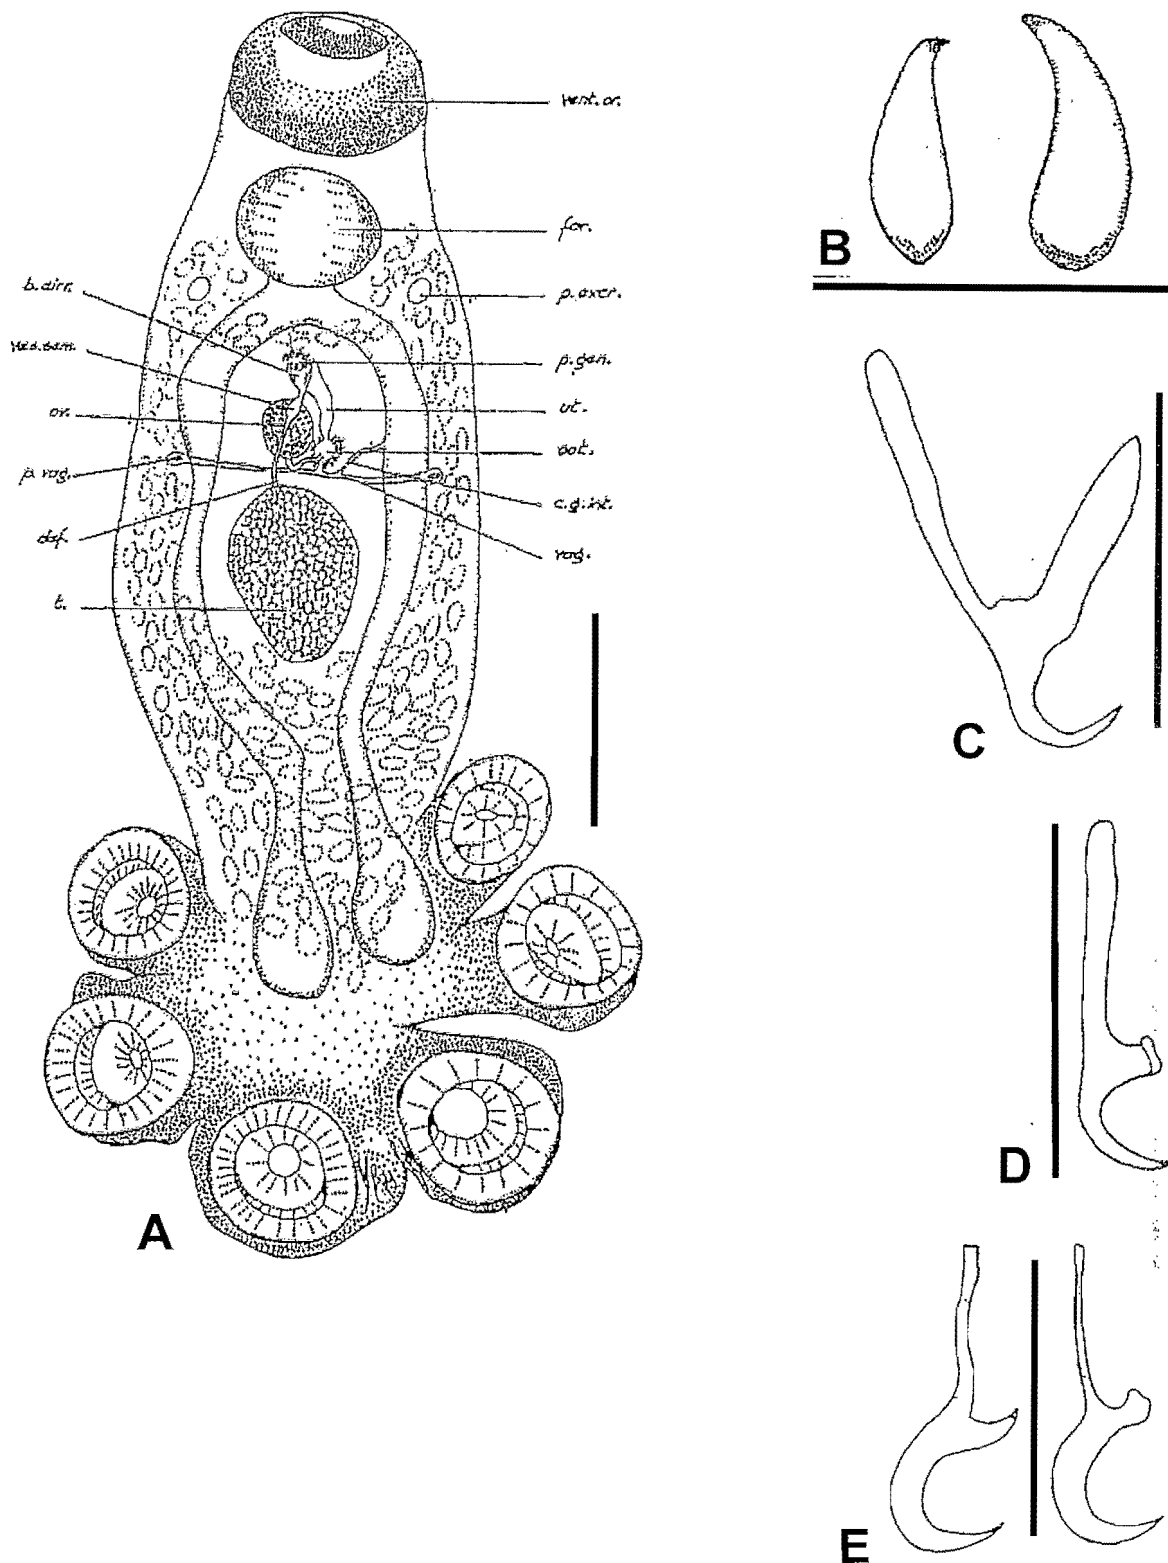 vent.or.
for.
p.excr.
b.cirr.
p.gen.
ves.sem.
ut.
ov.
oot.
p.vag.
c.g.int.
def.
vag.
t.
A
B
C
D
E